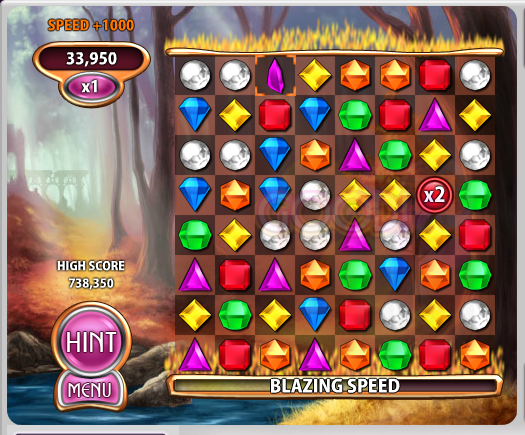 SPEED +1000
33,950
x1
x2
HIGH SCORE
738,350
HINT
MENU
BLAZING SPEED